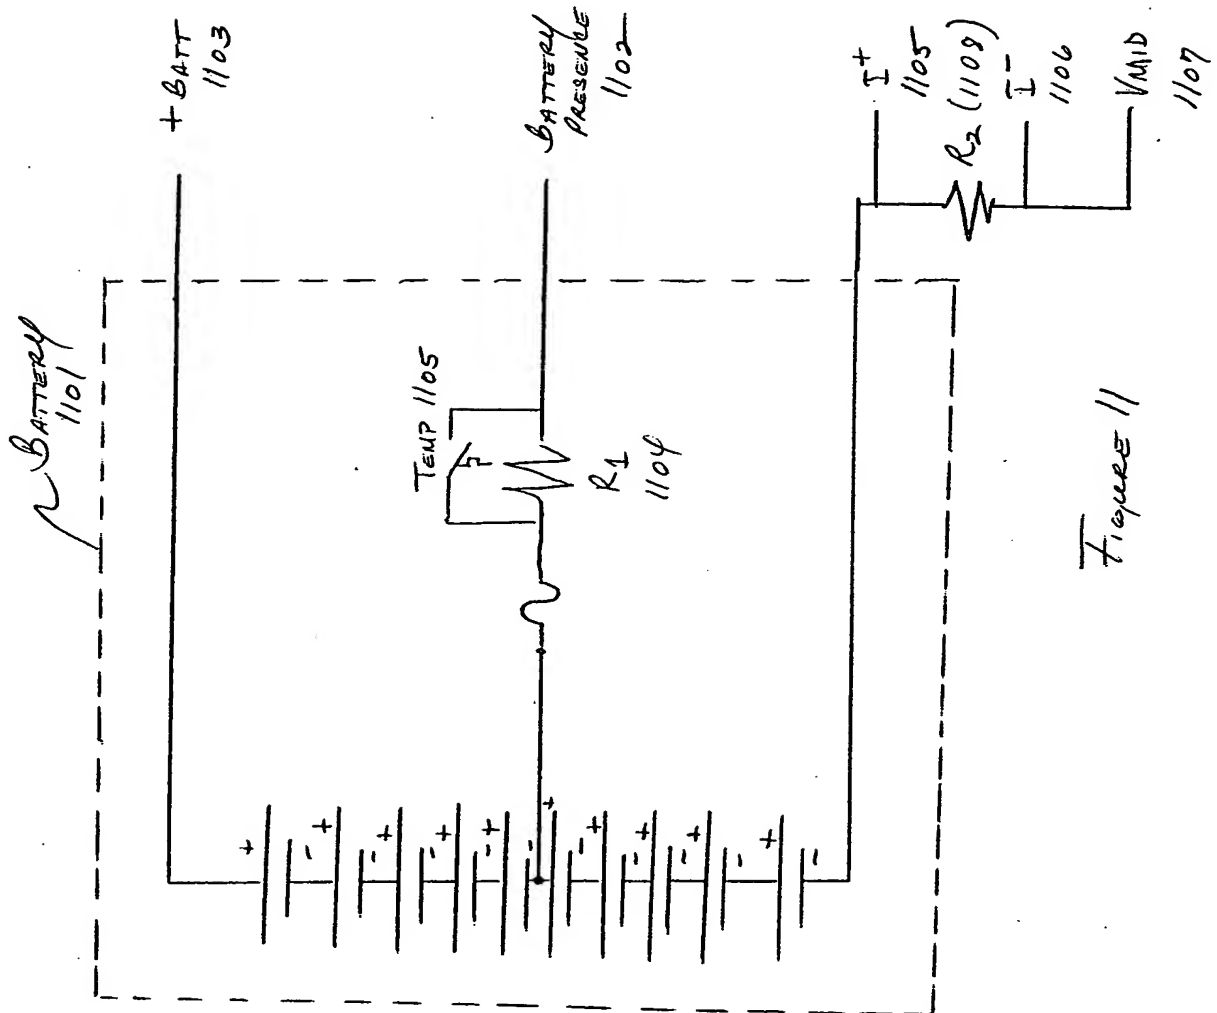 + BATT
1103
BATTERY
PRESENCE
1102
I+
1105
R2 (1108)
I-
1106
VMID
1107
BATTERY
1101
TEMP 1105
R1
1104
+
-
+
-
+
-
+
-
+
-
+
-
+
-
+
-
+
-
+
-
FIGURE 11